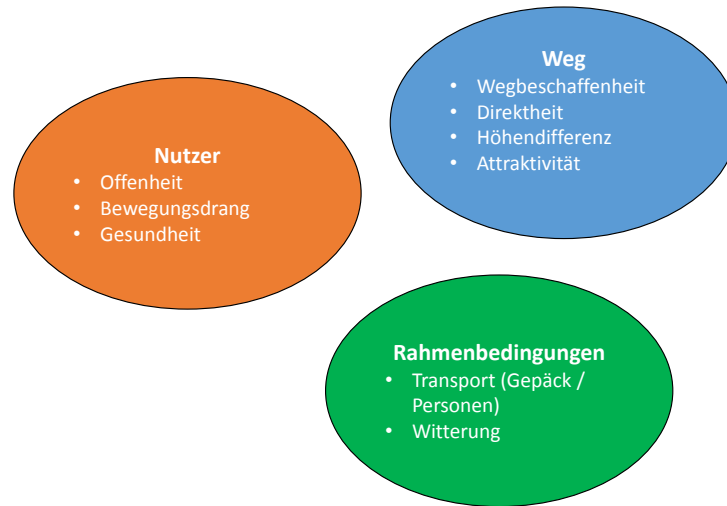 Weg
• Wegbeschaffenheit
• Direktheit
• Höhendifferenz
• Attraktivität
Nutzer
• Offenheit
• Bewegungsdrang
• Gesundheit
Rahmenbedingungen
• Transport (Gepäck /
Personen)
• Witterung